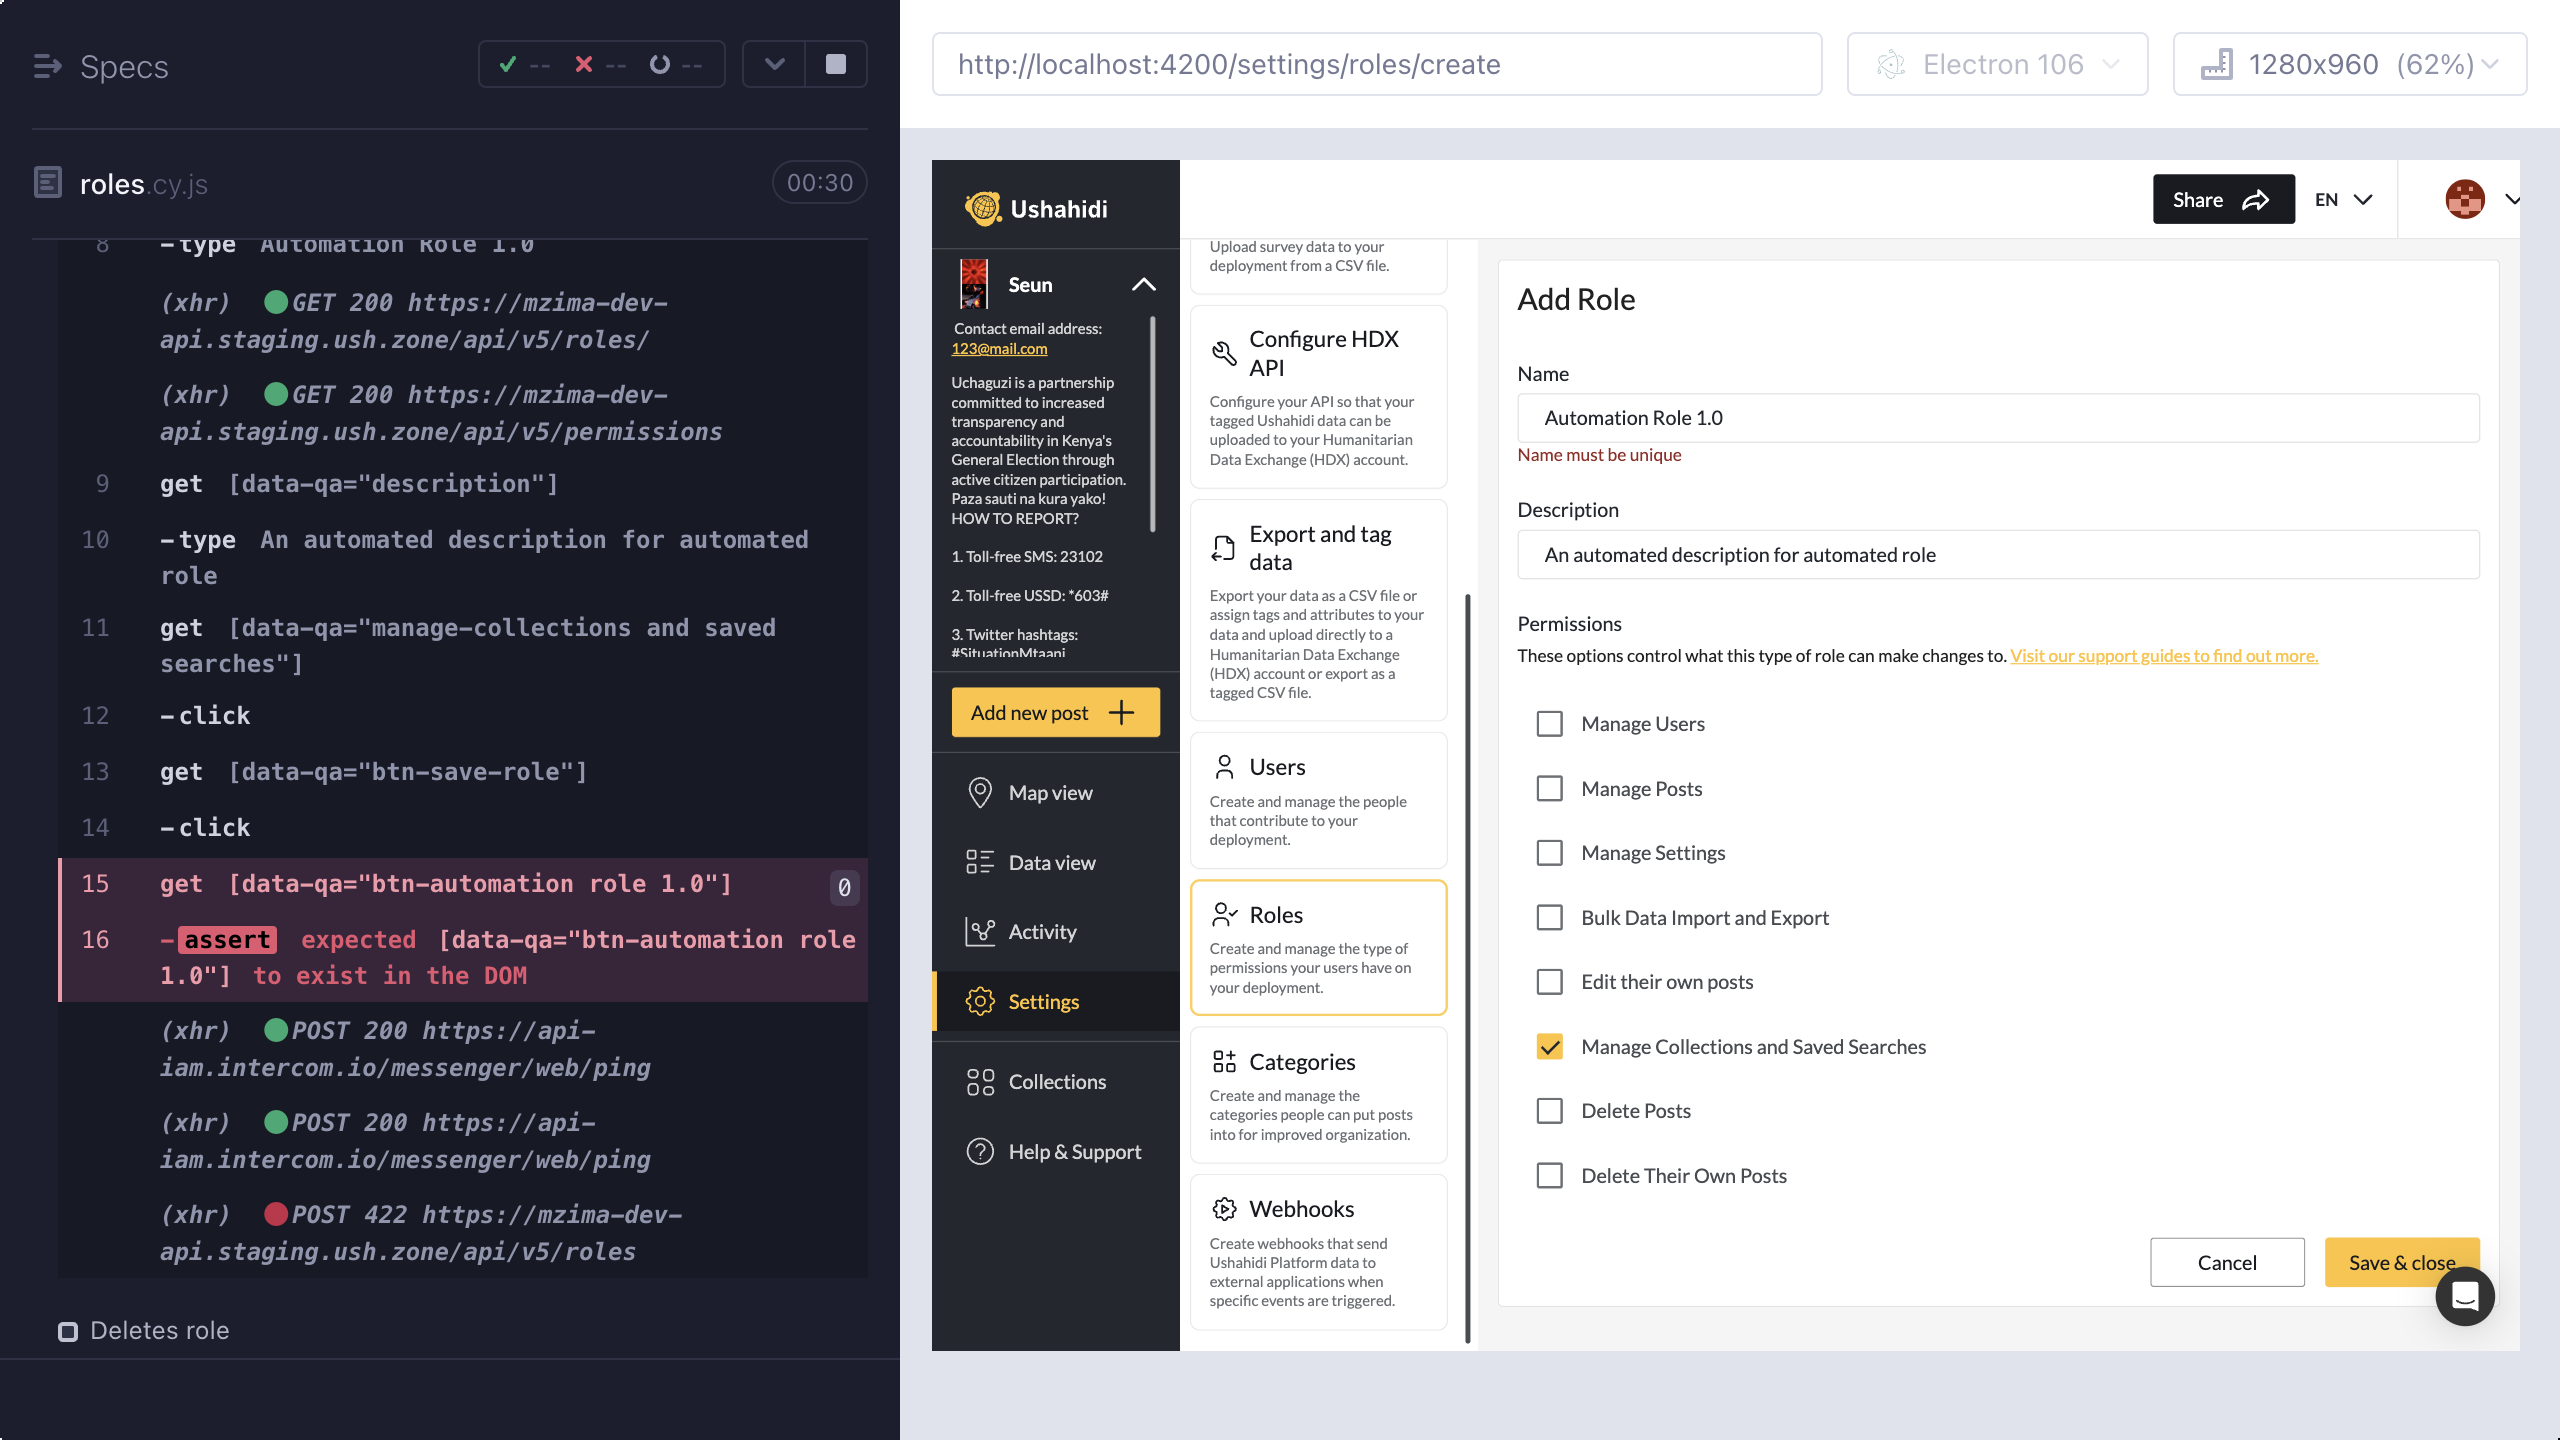 Specs
-- -- --
roles.cy.js
00:30
8 -type Automation Role 1.0
(xhr) GET 200 https://mzima-dev-
api.staging.ush.zone/api/v5/roles/
(xhr) GET 200 https://mzima-dev-
api.staging.ush.zone/api/v5/permissions
9 get [data-qa="description"]
10 -type An automated description for automated
role
11 get [data-qa="manage-collections and saved
searches"]
12 -click
13 get [data-qa="btn-save-role"]
14 -click
15 get [data-qa="btn-automation role 1.0"] 0
16 -assert expected [data-qa="btn-automation role
1.0"] to exist in the DOM
(xhr) POST 200 https://api-
iam.intercom.io/messenger/web/ping
(xhr) POST 200 https://api-
iam.intercom.io/messenger/web/ping
(xhr) POST 422 https://mzima-dev-
api.staging.ush.zone/api/v5/roles
Deletes role
http://localhost:4200/settings/roles/create
Electron 106
1280x960 (62%)
Ushahidi
Share
EN
Seun
Contact email address:
123@mail.com
Uchaguzi is a partnership
committed to increased
transparency and
accountability in Kenya's
General Election through
active citizen participation.
Paza sauti na kura yako!
HOW TO REPORT?
1. Toll-free SMS: 23102
2. Toll-free USSD: *603#
3. Twitter hashtags:
#SituationMtaani
Add new post
Map view
Data view
Activity
Settings
Collections
Help & Support
Upload survey data to your
deployment from a CSV file.
Configure HDX
API
Configure your API so that your
tagged Ushahidi data can be
uploaded to your Humanitarian
Data Exchange (HDX) account.
Export and tag
data
Export your data as a CSV file or
assign tags and attributes to your
data and upload directly to a
Humanitarian Data Exchange
(HDX) account or export as a
tagged CSV file.
Users
Create and manage the people
that contribute to your
deployment.
Roles
Create and manage the type of
permissions your users have on
your deployment.
Categories
Create and manage the
categories people can put posts
into for improved organization.
Webhooks
Create webhooks that send
Ushahidi Platform data to
external applications when
specific events are triggered.
Add Role
Name
Automation Role 1.0
Name must be unique
Description
An automated description for automated role
Permissions
These options control what this type of role can make changes to. Visit our support guides to find out more.
Manage Users
Manage Posts
Manage Settings
Bulk Data Import and Export
Edit their own posts
Manage Collections and Saved Searches
Delete Posts
Delete Their Own Posts
Cancel
Save & close